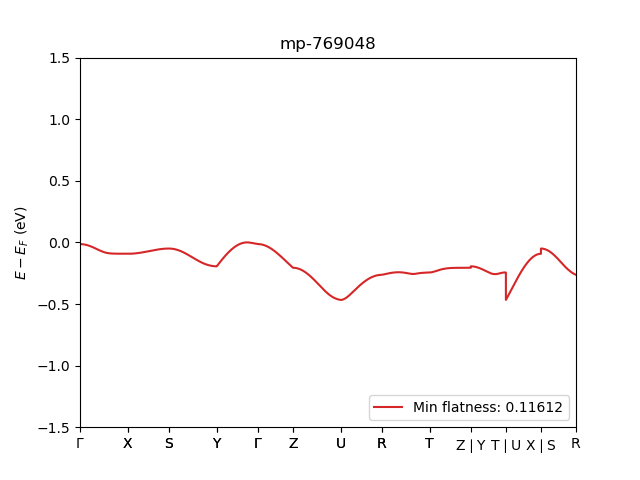 mp-769048
1.5
1.0
0.5
0.0
−0.5
−1.0
−1.5
E − E_F (eV)
Min flatness: 0.11612
Γ X S Y Γ Z U R T Z|Y T|U X|S R